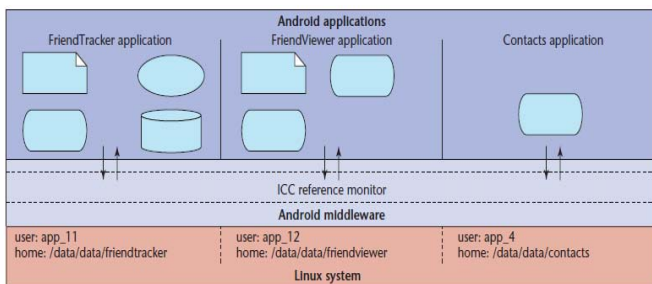 Android applications
FriendTracker application
FriendViewer application
Contacts application
ICC reference monitor
Android middleware
user: app_11
home: /data/data/friendtracker
user: app_12
home: /data/data/friendviewer
user: app_4
home: /data/data/contacts
Linux system